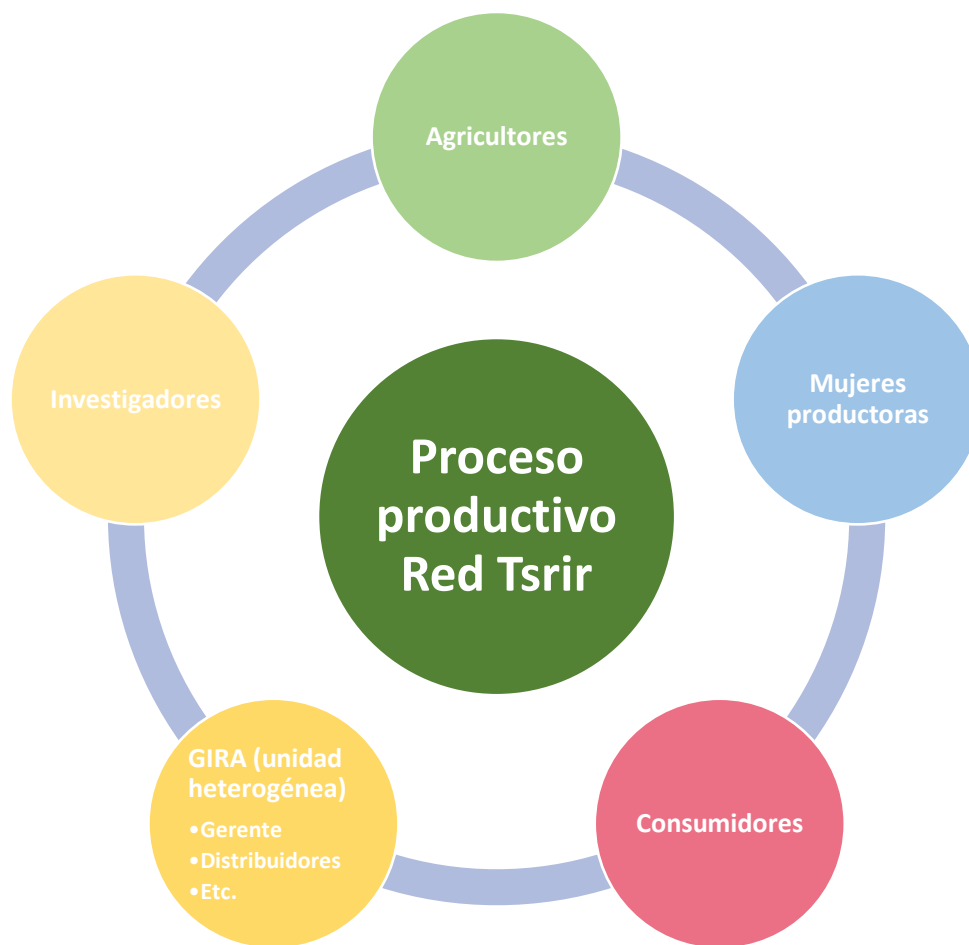 Agricultores
Mujeres
productoras
Investigadores
Proceso
productivo
Red Tsrir
GIRA (unidad
heterogénea)
•Gerente
•Distribuidores
•Etc.
Consumidores